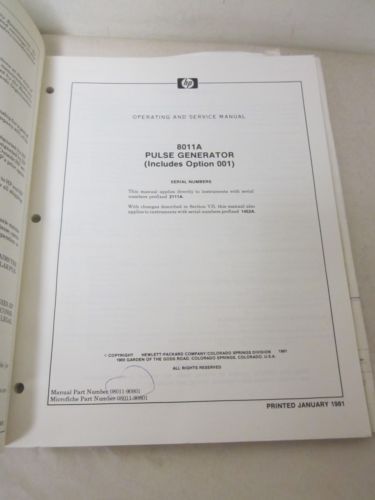 hp
OPERATING AND SERVICE MANUAL
8011A
PULSE GENERATOR
(Includes Option 001)
SERIAL NUMBERS
This manual applies directly to instruments with serial
numbers prefixed 2111A.
With changes described in Section VII, this manual also
applies to instruments with serial numbers prefixed 1452A.
© COPYRIGHT HEWLETT-PACKARD COMPANY/COLORADO SPRINGS DIVISION 1981
1900 GARDEN OF THE GODS ROAD, COLORADO SPRINGS, COLORADO, U.S.A.
ALL RIGHTS RESERVED
Manual Part Number 08011-90001
Microfiche Part Number 08011-90801
PRINTED JANUARY 1981